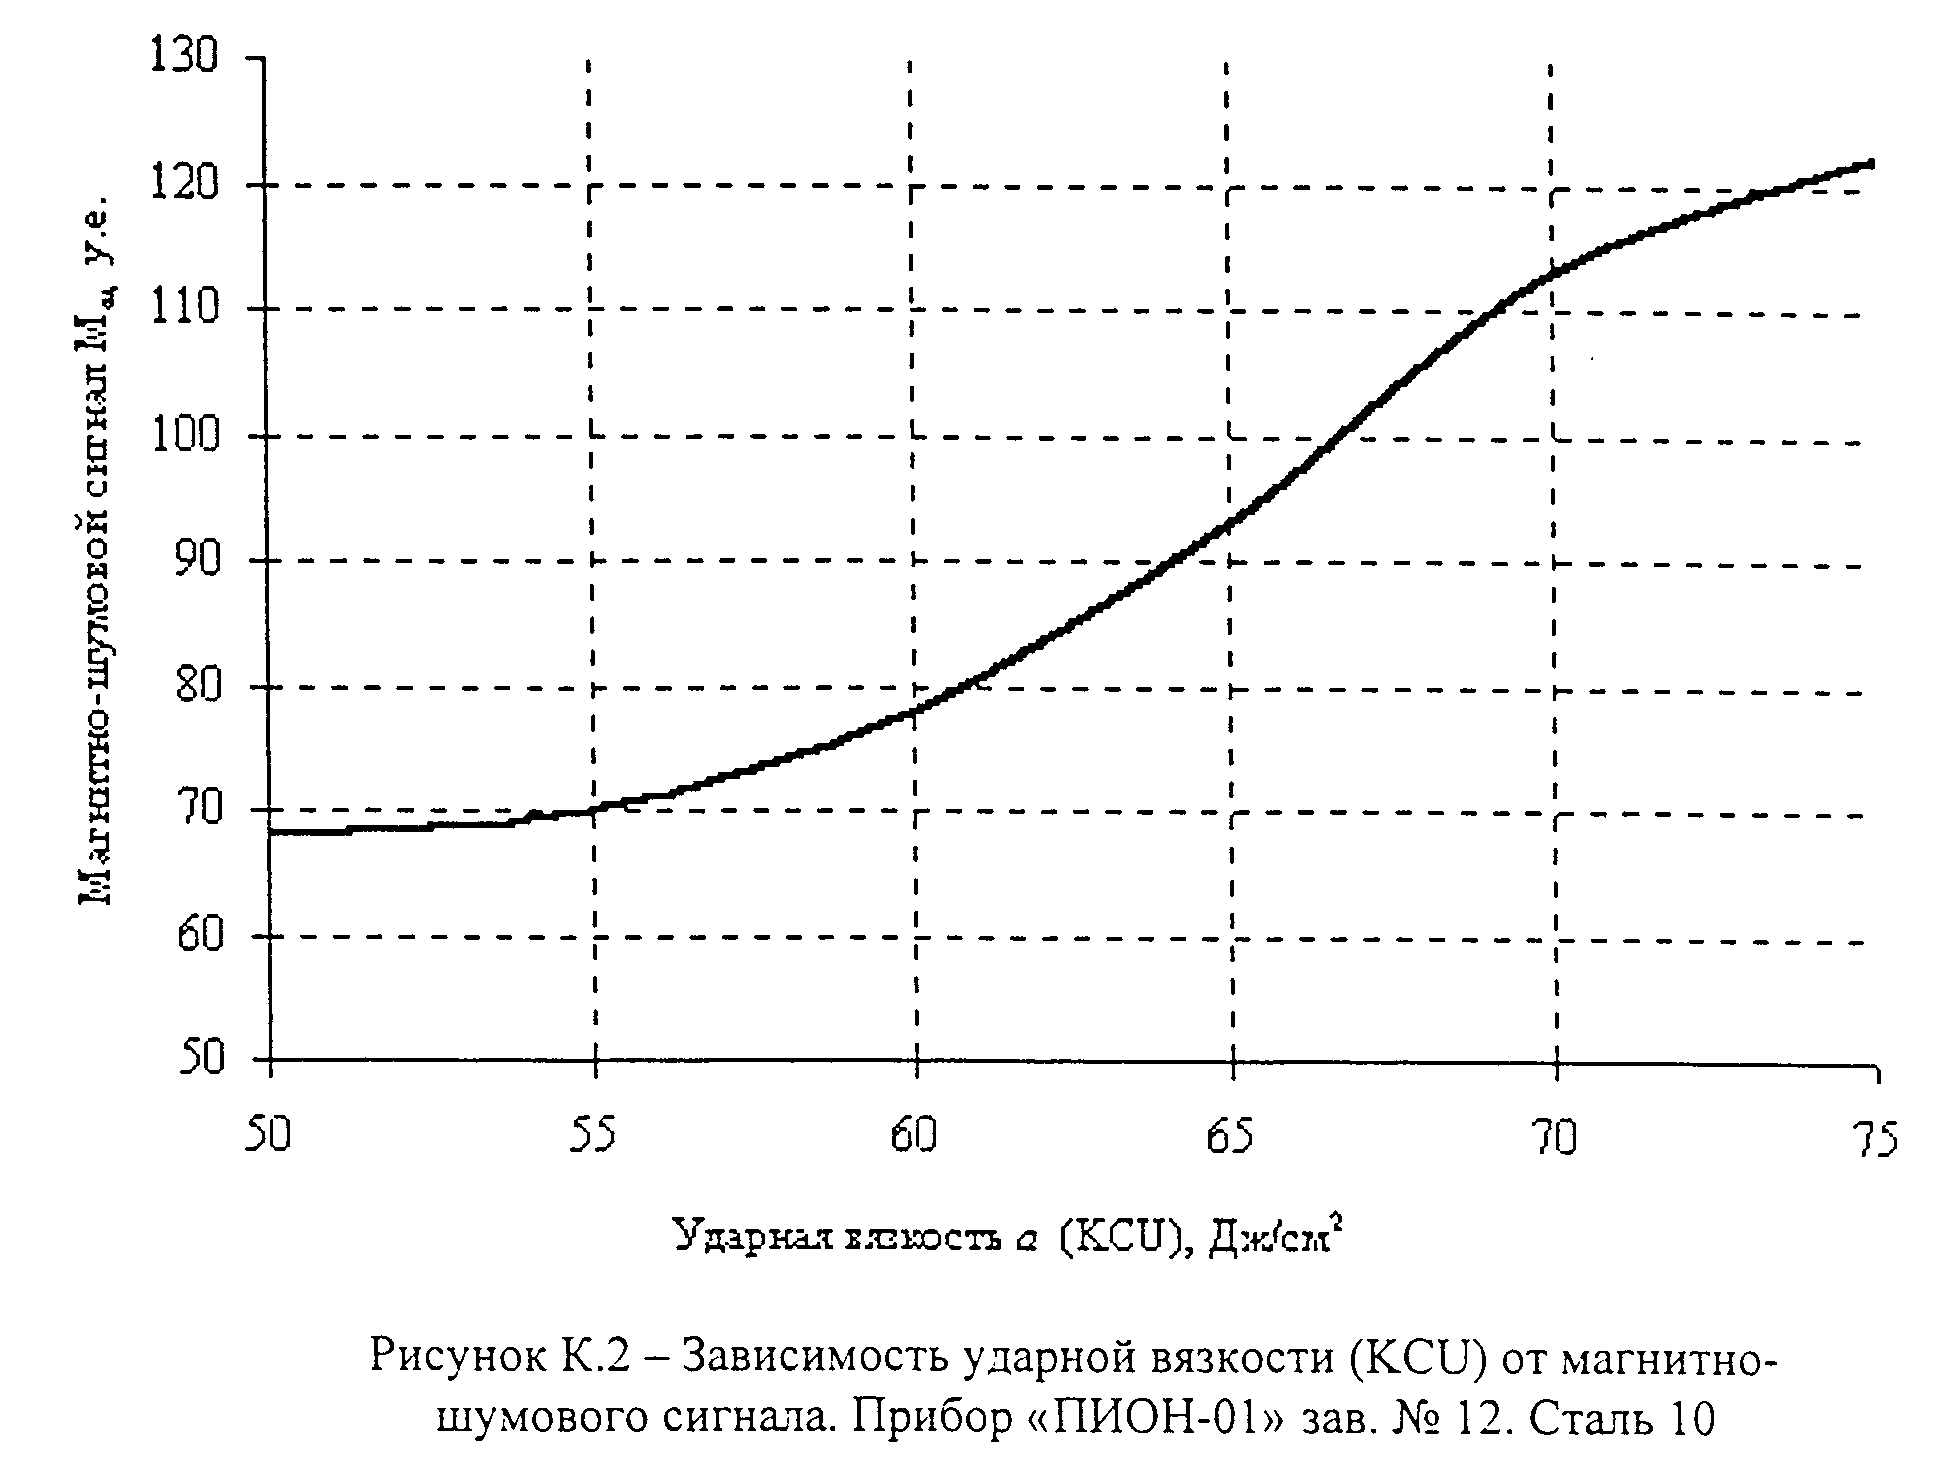 130
120
110
100
90
80
70
60
50
Магнитно-шумовой сигнал М у.е.
50 55 60 65 70 75
Ударная вязкость а (KCU), Дж/см²
Рисунок К.2 – Зависимость ударной вязкости (KCU) от магнитно-
шумового сигнала. Прибор «ПИОН-01» зав. № 12. Сталь 10